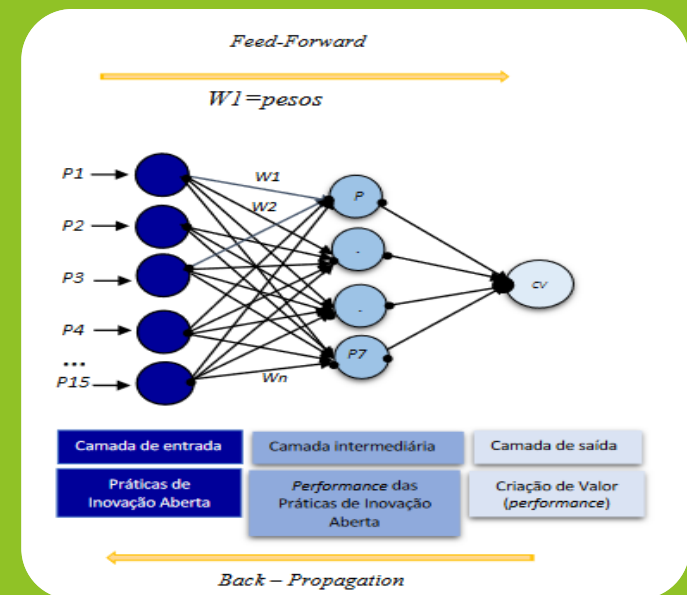 Feed-Forward
W1=pesos
P1
W1
P
P2
W2
.
P3
CV
.
P4
P7
...
P15
Wn
Camada de entrada
Camada intermediária
Camada de saída
Práticas de
Inovação Aberta
Performance das
Práticas de Inovação
Aberta
Criação de Valor
(performance)
Back – Propagation